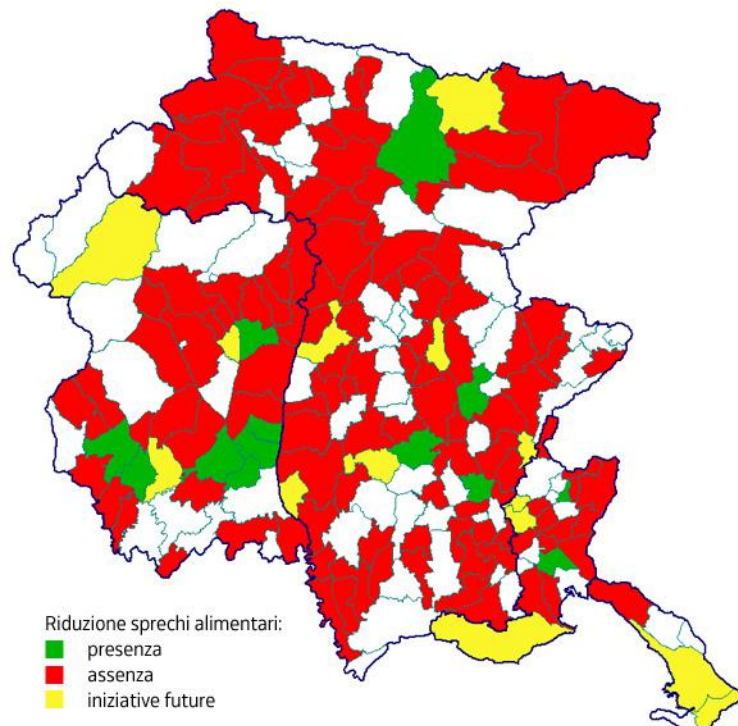 Riduzione sprechi alimentari:
presenza
assenza
iniziative future